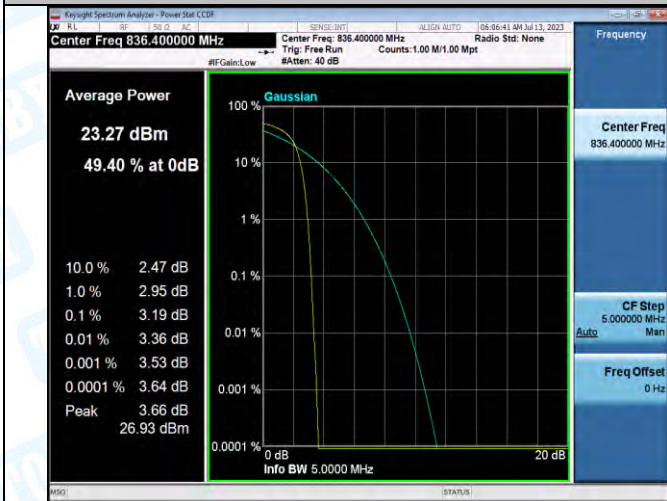 Keysight Spectrum Analyzer - Power Stat CCDF
RL RF 50 Ω AC SENSE:INT ALIGN AUTO 06:06:41 AM Jul 13, 2023
Center Freq 836.400000 MHz
Center Freq: 836.400000 MHz Radio Std: None
Trig: Free Run Counts:1.00 M/1.00 Mpt
#IFGain:Low #Atten: 40 dB
Frequency
Average Power
23.27 dBm
49.40 % at 0dB
10.0 % 2.47 dB
1.0 % 2.95 dB
0.1 % 3.19 dB
0.01 % 3.36 dB
0.001 % 3.53 dB
0.0001 % 3.64 dB
Peak 3.66 dB
26.93 dBm
Gaussian
100 %
10 %
1 %
0.1 %
0.01 %
0.001 %
0.0001 %
0 dB 20 dB
Info BW 5.0000 MHz
Center Freq
836.400000 MHz
CF Step
5.000000 MHz
Auto Man
Freq Offset
0 Hz
MSG STATUS